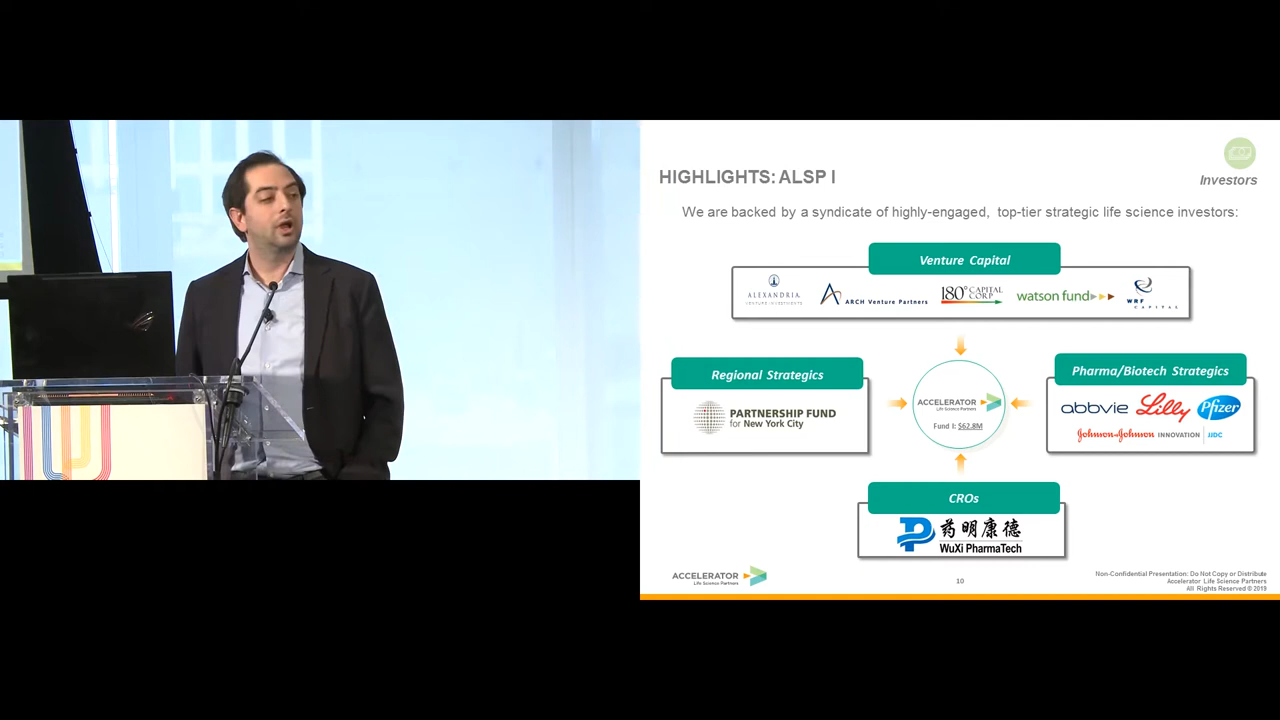 HIGHLIGHTS: ALSP I
Investors
We are backed by a syndicate of highly-engaged, top-tier strategic life science investors:
Venture Capital
ALEXANDRIA.
VENTURE INVESTMENTS
ARCH Venture Partners
180° CAPITAL
CORP
watson fund
WRF
CAPITAL
Regional Strategics
PARTNERSHIP FUND
for New York City
ACCELERATOR
Life Science Partners
Fund I: $62.8M
Pharma/Biotech Strategics
abbvie Lilly Pfizer
Johnson & Johnson INNOVATION JJDC
CROs
药明康德
WuXi PharmaTech
ACCELERATOR
Life Science Partners
10
Non-Confidential Presentation: Do Not Copy or Distribute
Accelerator Life Science Partners
All Rights Reserved © 2019